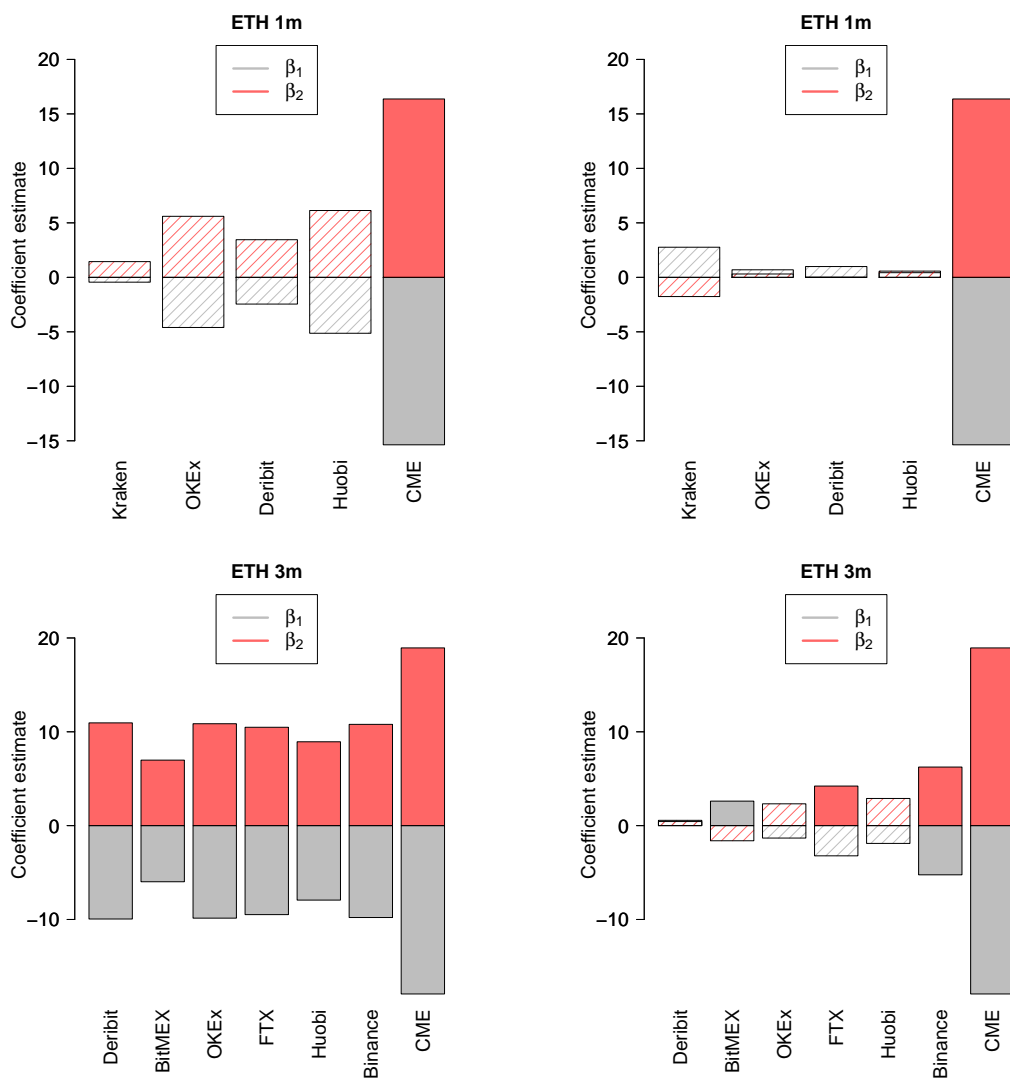 ETH 1m
β1
β2
Coefficient estimate
20
15
10
5
0
−5
−10
−15
Kraken
OKEx
Deribit
Huobi
CME
ETH 1m
β1
β2
Coefficient estimate
20
15
10
5
0
−5
−10
−15
Kraken
OKEx
Deribit
Huobi
CME
ETH 3m
β1
β2
Coefficient estimate
20
10
0
−10
Deribit
BitMEX
OKEx
FTX
Huobi
Binance
CME
ETH 3m
β1
β2
Coefficient estimate
20
10
0
−10
Deribit
BitMEX
OKEx
FTX
Huobi
Binance
CME